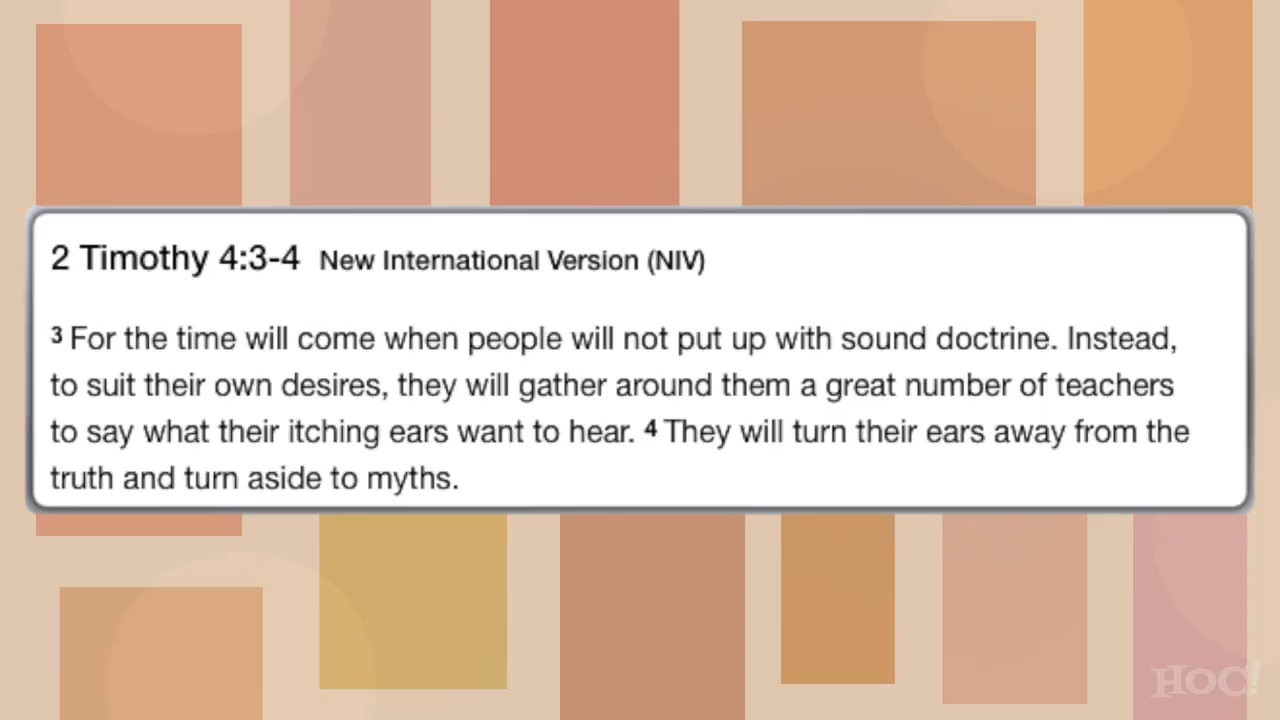 2 Timothy 4:3-4 New International Version (NIV)
3 For the time will come when people will not put up with sound doctrine. Instead,
to suit their own desires, they will gather around them a great number of teachers
to say what their itching ears want to hear. 4 They will turn their ears away from the
truth and turn aside to myths.
HOC!